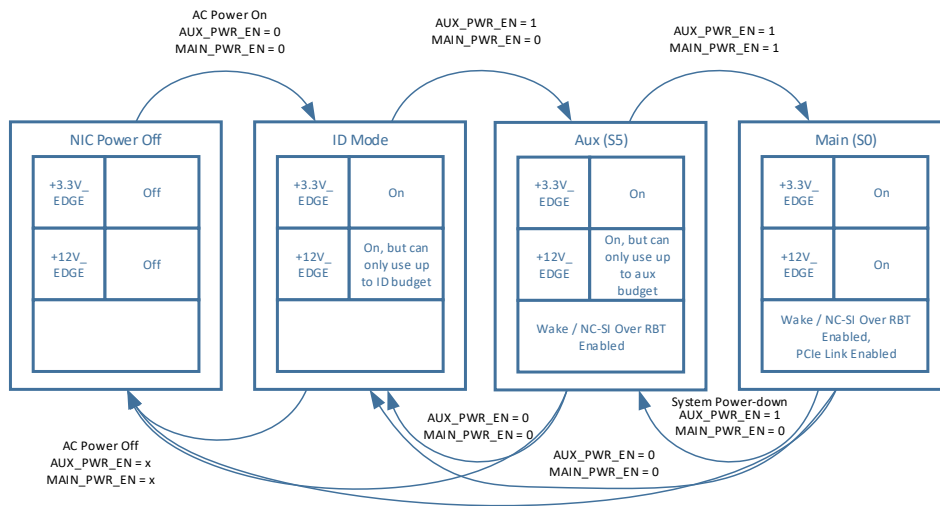 AC Power On
AUX_PWR_EN = 0
MAIN_PWR_EN = 0
AUX_PWR_EN = 1
MAIN_PWR_EN = 0
AUX_PWR_EN = 1
MAIN_PWR_EN = 1
NIC Power Off
+3.3V_
EDGE
Off
+12V_
EDGE
Off
ID Mode
+3.3V_
EDGE
On
+12V_
EDGE
On, but can
only use up
to ID budget
Aux (S5)
+3.3V_
EDGE
On
+12V_
EDGE
On, but can
only use up
to aux
budget
Wake / NC-SI Over RBT
Enabled
Main (S0)
+3.3V_
EDGE
On
+12V_
EDGE
On
Wake / NC-SI Over RBT
Enabled,
PCIe Link Enabled
AC Power Off
AUX_PWR_EN = x
MAIN_PWR_EN = x
AUX_PWR_EN = 0
MAIN_PWR_EN = 0
AUX_PWR_EN = 0
MAIN_PWR_EN = 0
System Power-down
AUX_PWR_EN = 1
MAIN_PWR_EN = 0